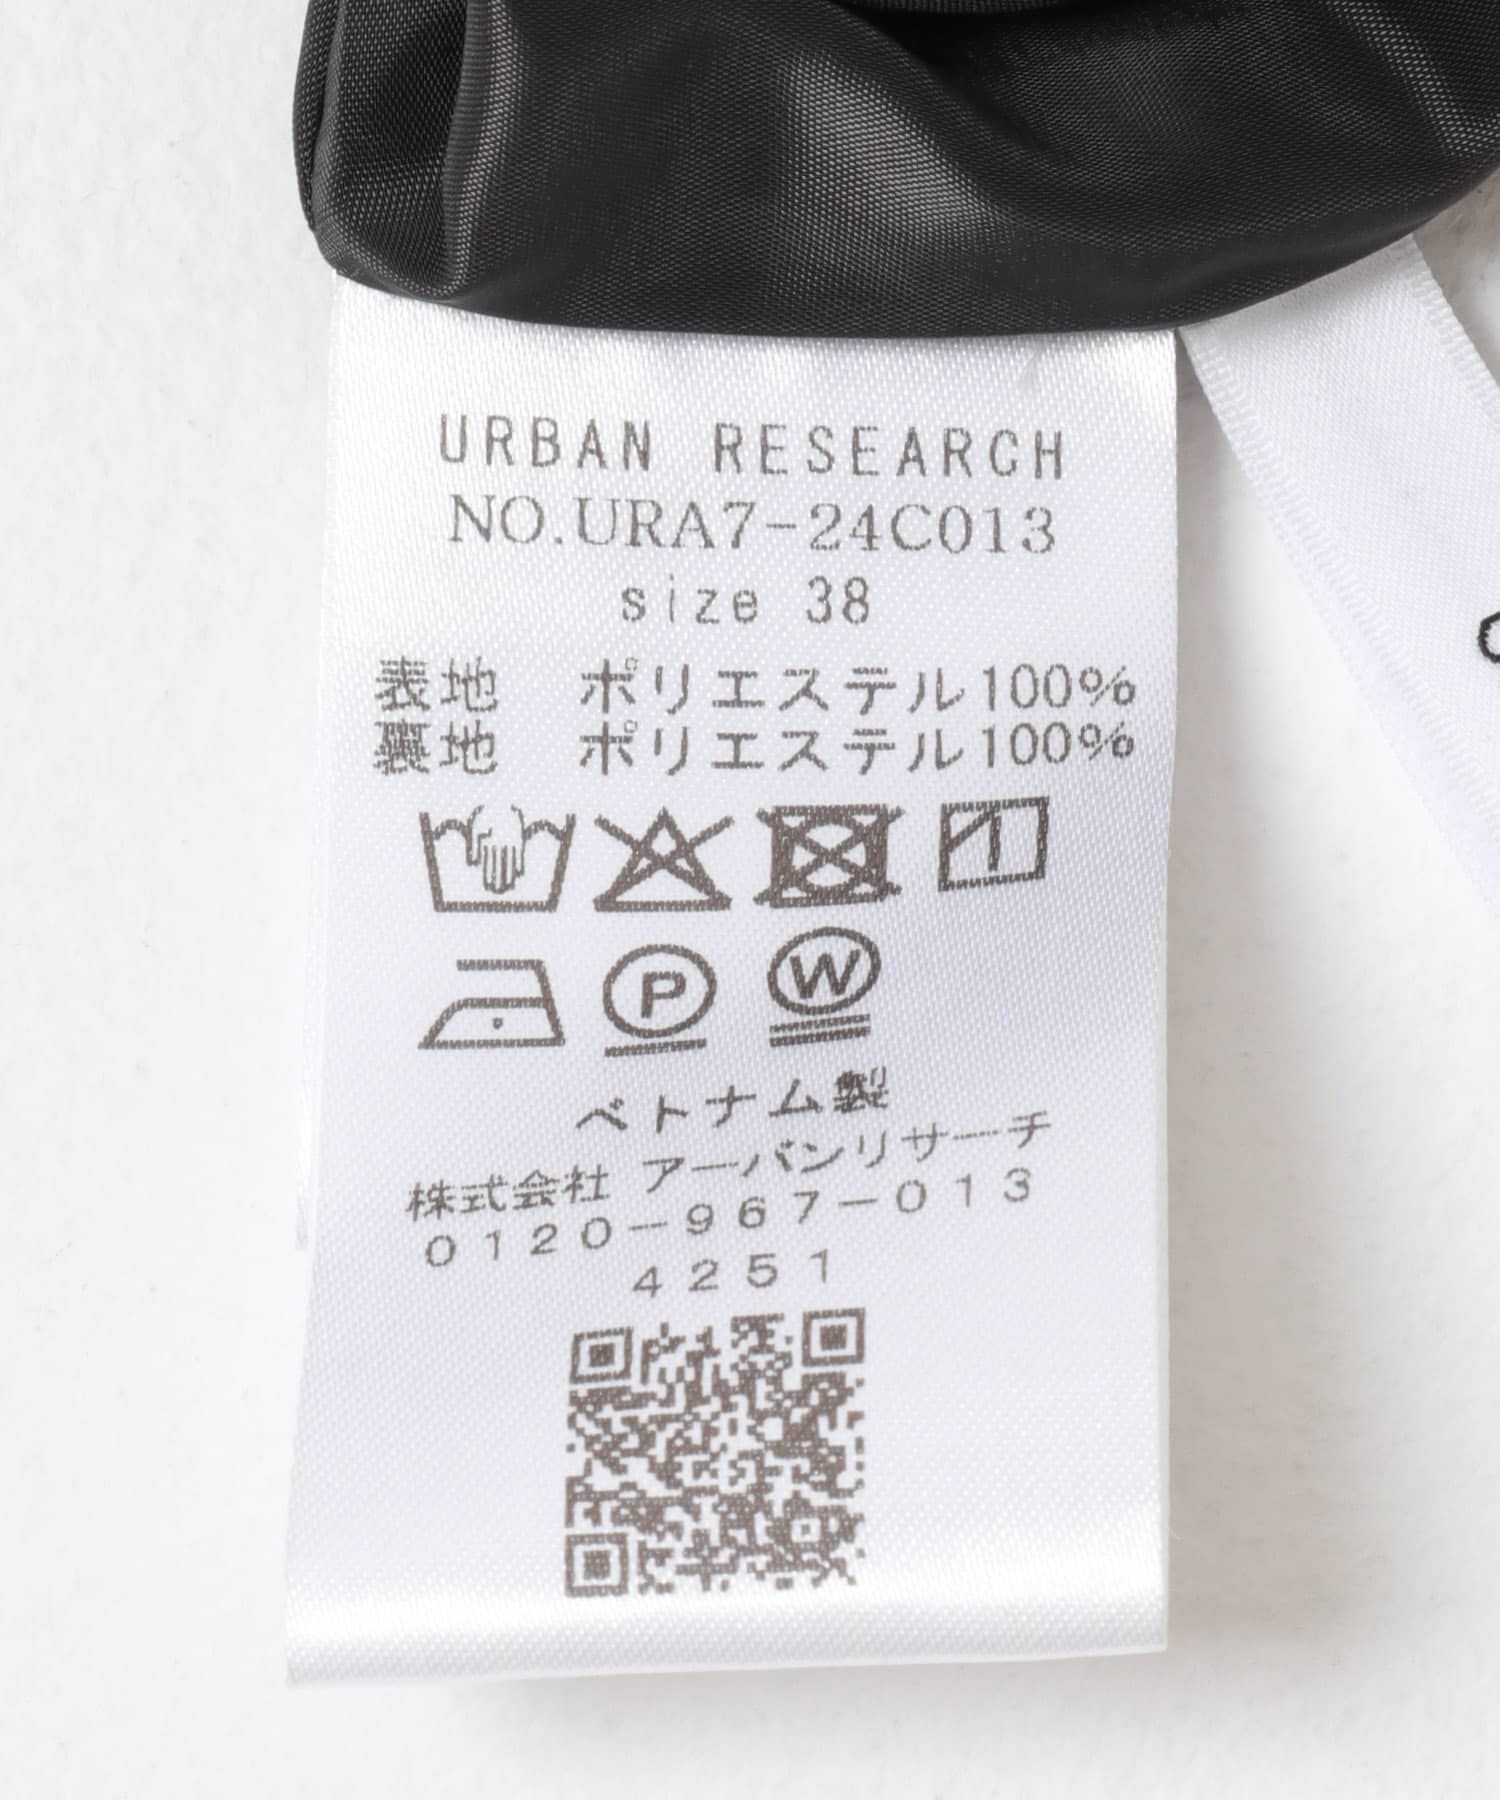 URBAN RESEARCH
NO.URA7-24C013
size 38
表地 ポリエステル100%
裏地 ポリエステル100%
P W
ベトナム製
株式会社 アーバンリサーチ
0120-967-013
4251